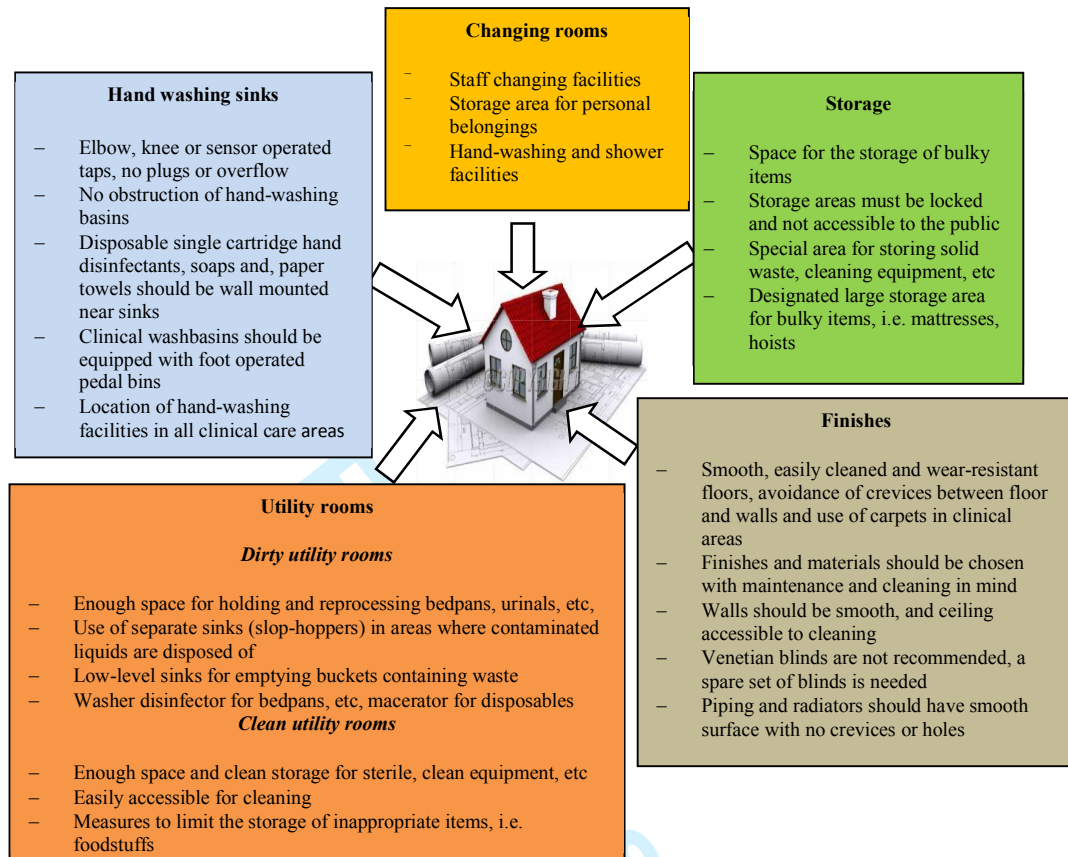 Changing rooms
– Staff changing facilities
– Storage area for personal
belongings
– Hand-washing and shower
facilities
Hand washing sinks
– Elbow, knee or sensor operated
taps, no plugs or overflow
– No obstruction of hand-washing
basins
– Disposable single cartridge hand
disinfectants, soaps and, paper
towels should be wall mounted
near sinks
– Clinical washbasins should be
equipped with foot operated
pedal bins
– Location of hand-washing
facilities in all clinical care areas
Storage
– Space for the storage of bulky
items
– Storage areas must be locked
and not accessible to the public
– Special area for storing solid
waste, cleaning equipment, etc
– Designated large storage area
for bulky items, i.e. mattresses,
hoists
Utility rooms
Dirty utility rooms
– Enough space for holding and reprocessing bedpans, urinals, etc,
– Use of separate sinks (slop-hoppers) in areas where contaminated
liquids are disposed of
– Low-level sinks for emptying buckets containing waste
– Washer disinfector for bedpans, etc, macerator for disposables
Clean utility rooms
– Enough space and clean storage for sterile, clean equipment, etc
– Easily accessible for cleaning
– Measures to limit the storage of inappropriate items, i.e.
foodstuffs
Finishes
– Smooth, easily cleaned and wear-resistant
floors, avoidance of crevices between floor
and walls and use of carpets in clinical
areas
– Finishes and materials should be chosen
with maintenance and cleaning in mind
– Walls should be smooth, and ceiling
accessible to cleaning
– Venetian blinds are not recommended, a
spare set of blinds is needed
– Piping and radiators should have smooth
surface with no crevices or holes